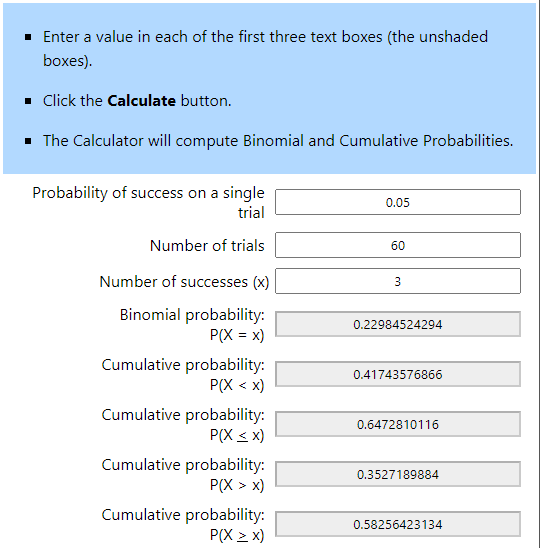 ▪ Enter a value in each of the first three text boxes (the unshaded
boxes).
▪ Click the Calculate button.
▪ The Calculator will compute Binomial and Cumulative Probabilities.
Probability of success on a single
trial
0.05
Number of trials
60
Number of successes (x)
3
Binomial probability:
P(X = x)
0.22984524294
Cumulative probability:
P(X < x)
0.41743576866
Cumulative probability:
P(X ≤ x)
0.6472810116
Cumulative probability:
P(X > x)
0.3527189884
Cumulative probability:
P(X ≥ x)
0.58256423134